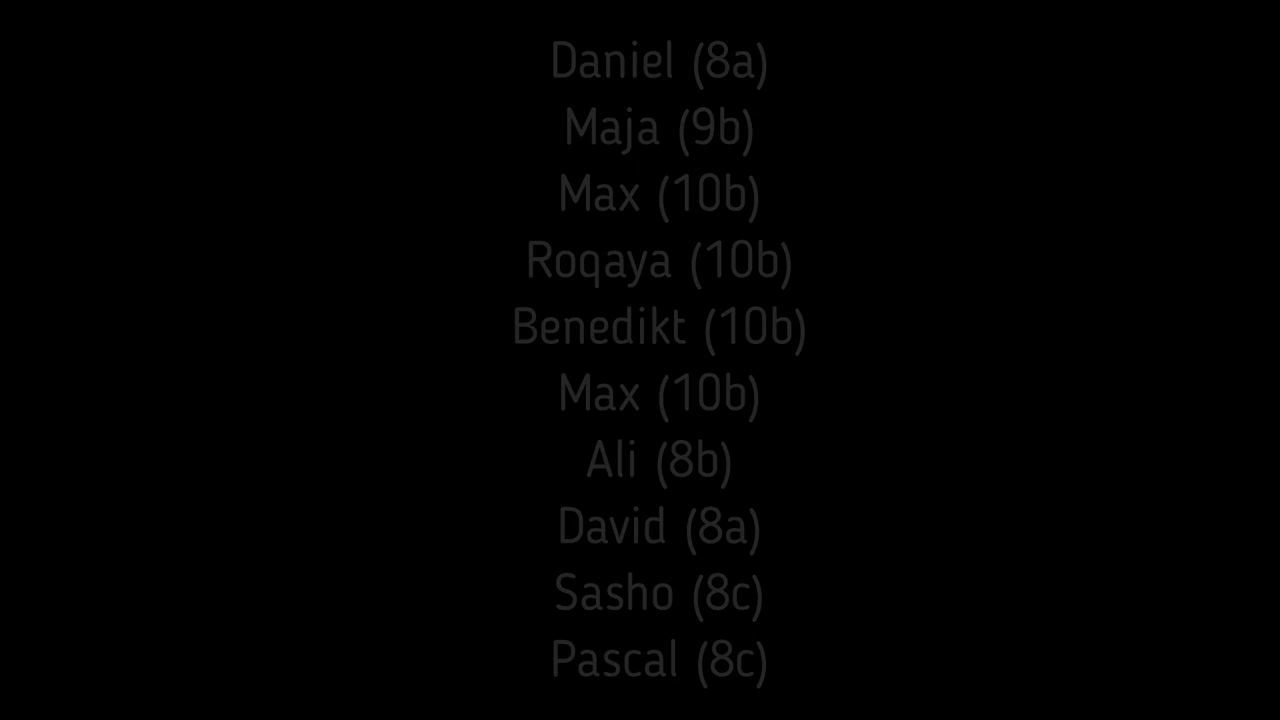 Daniel (8a)
Maja (9b)
Max (10b)
Roqaya (10b)
Benedikt (10b)
Max (10b)
Ali (8b)
David (8a)
Sasho (8c)
Pascal (8c)